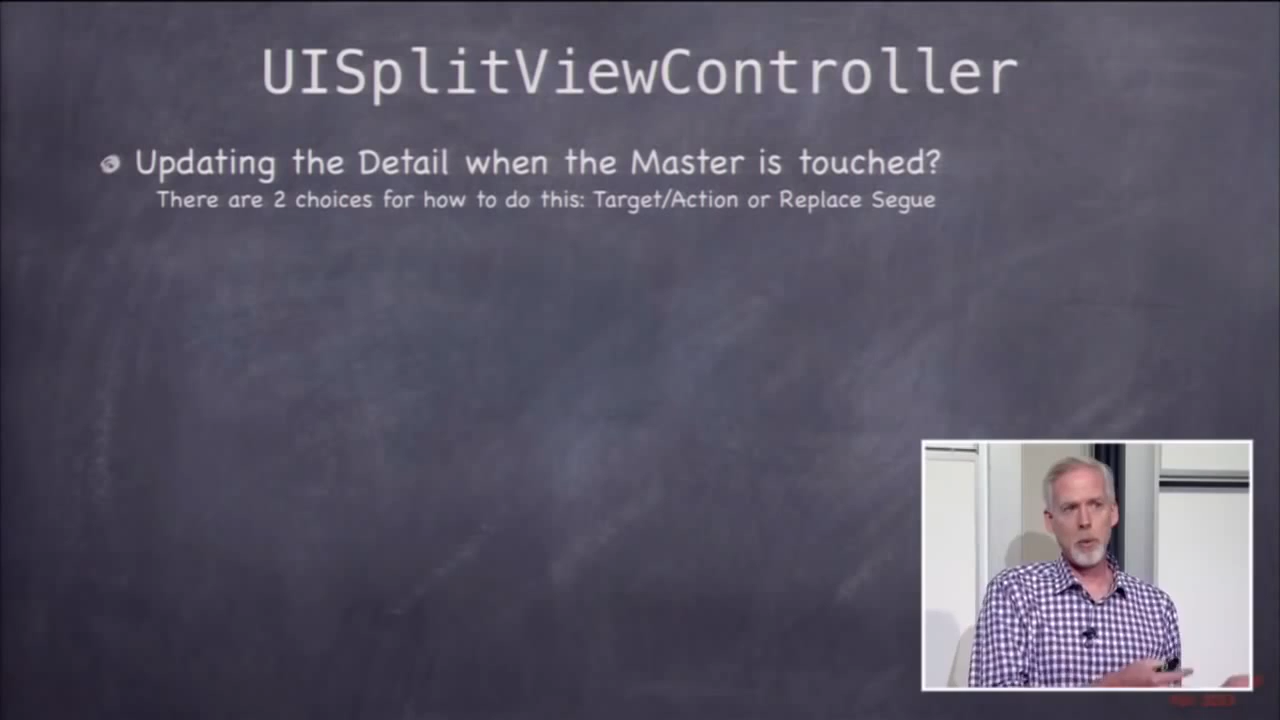 UISplitViewController
Updating the Detail when the Master is touched?
There are 2 choices for how to do this: Target/Action or Replace Segue